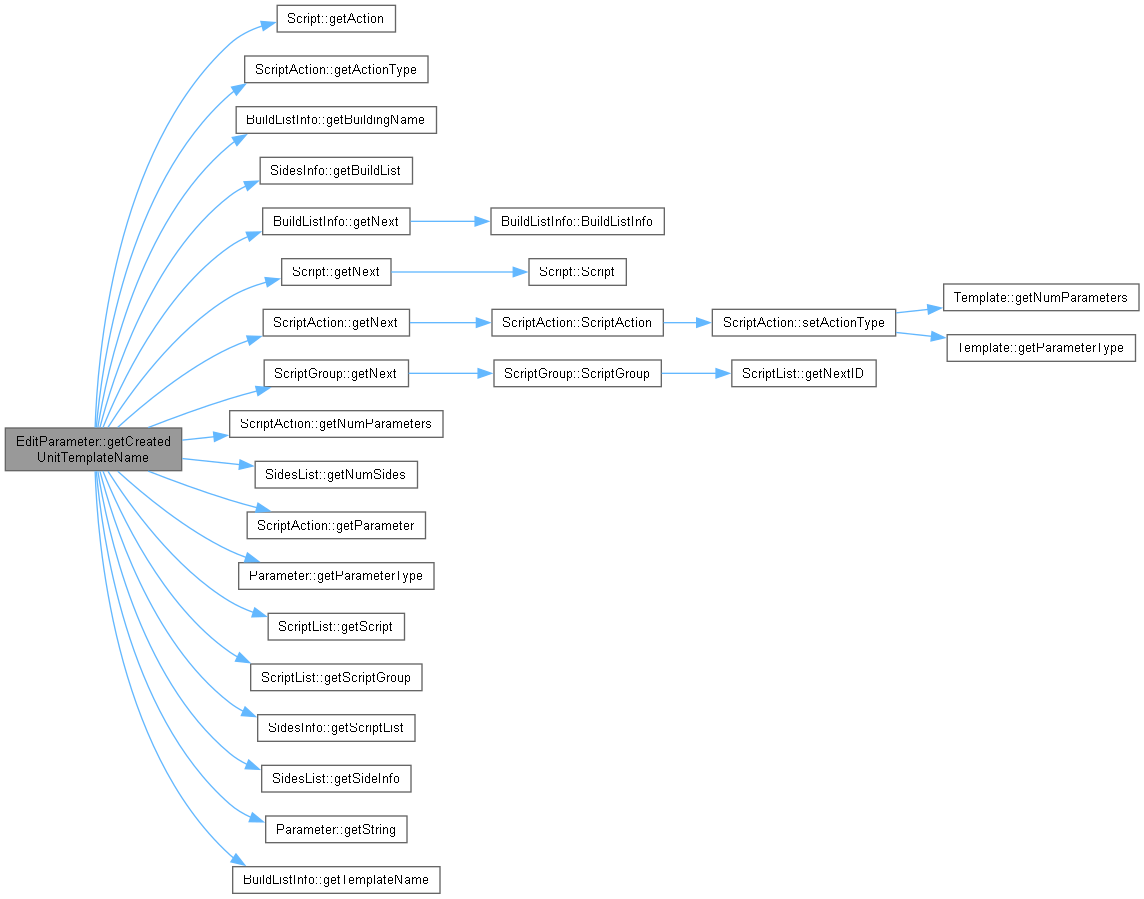 Script::getAction
ScriptAction::getActionType
BuildListInfo::getBuildingName
SidesInfo::getBuildList
BuildListInfo::getNext
BuildListInfo::BuildListInfo
Script::getNext
Script::Script
Template::getNumParameters
ScriptAction::getNext
ScriptAction::ScriptAction
ScriptAction::setActionType
Template::getParameterType
ScriptGroup::getNext
ScriptGroup::ScriptGroup
ScriptList::getNextID
ScriptAction::getNumParameters
EditParameter::getCreated
UnitTemplateName
SidesList::getNumSides
ScriptAction::getParameter
Parameter::getParameterType
ScriptList::getScript
ScriptList::getScriptGroup
SidesInfo::getScriptList
SidesList::getSideInfo
Parameter::getString
BuildListInfo::getTemplateName